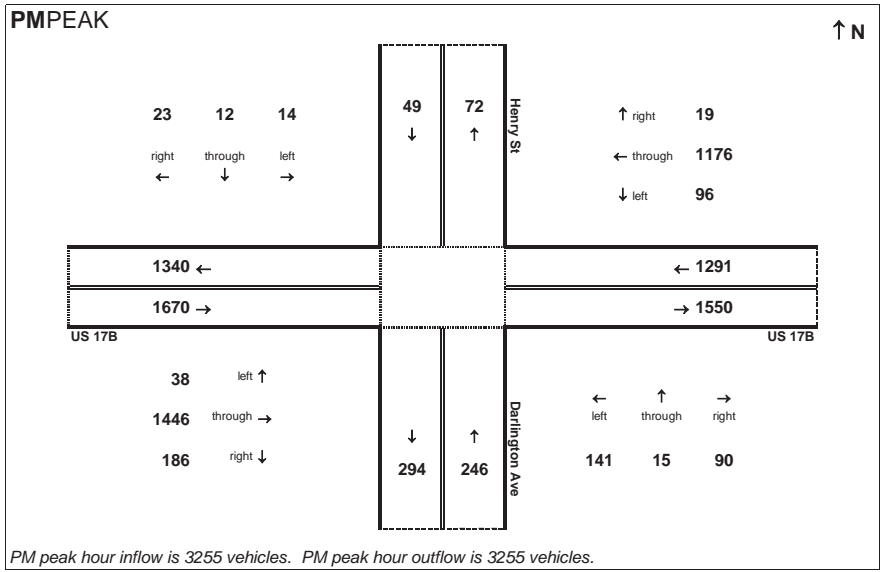 PMPEAK
↑ N
23 12 14
right through left
← ↓ →
49 72
↓ ↑
Henry St
↑ right 19
← through 1176
↓ left 96
1340 ←
← 1291
1670 →
→ 1550
US 17B
US 17B
38 left ↑
1446 through →
186 right ↓
↓ ↑
294 246
Darlington Ave
← ↑ →
left through right
141 15 90
PM peak hour inflow is 3255 vehicles. PM peak hour outflow is 3255 vehicles.